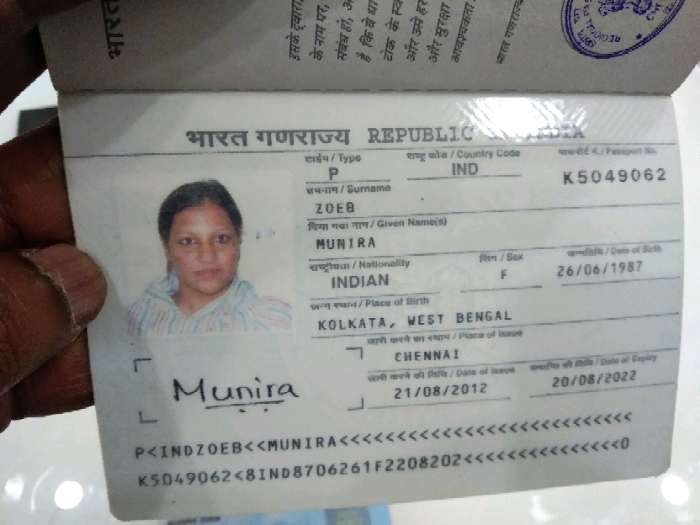 भारत गणराज्य REPUBLIC INDIA
टाईप / Type
P
राष्ट्र कोड / Country Code
IND
पासपोर्ट नं. / Passport No.
K5049062
उपनाम / Surname
ZOEB
दिया गया नाम / Given Name(s)
MUNIRA
राष्ट्रीयता / Nationality
INDIAN
लिंग / Sex
F
जन्मतिथि / Date of Birth
26/06/1987
जन्म स्थान / Place of Birth
KOLKATA, WEST BENGAL
जारी करने का स्थान / Place of Issue
CHENNAI
जारी करने की तिथि / Date of Issue
21/08/2012
समाप्ति की तिथि / Date of Expiry
20/08/2022
Munira
P<INDZOEB<<MUNIRA<<<<<<<<<<<<<<<<<<<<<<<<<<<
K5049062<8IND8706261F2208202<<<<<<<<<<<<<<<0